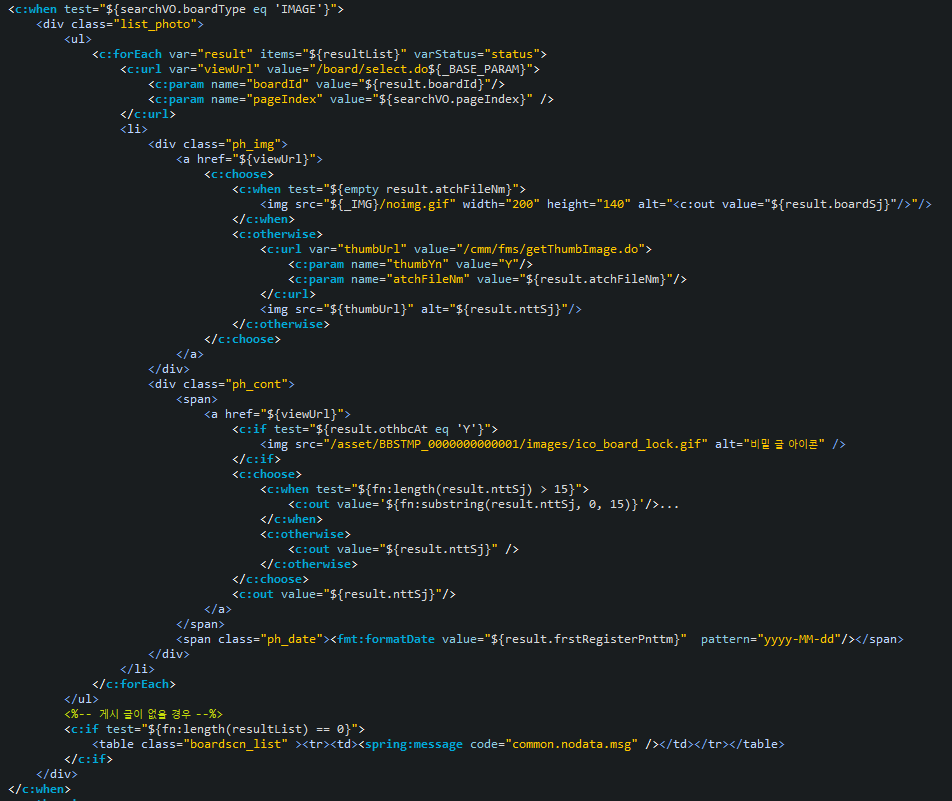 <c:when test="${searchVO.boardType eq 'IMAGE'}">
    <div class="list_photo">
        <ul>
            <c:forEach var="result" items="${resultList}" varStatus="status">
                <c:url var="viewUrl" value="/board/select.do${_BASE_PARAM}">
                    <c:param name="boardId" value="${result.boardId}"/>
                    <c:param name="pageIndex" value="${searchVO.pageIndex}" />
                </c:url>
                <li>
                    <div class="ph_img">
                        <a href="${viewUrl}">
                            <c:choose>
                                <c:when test="${empty result.atchFileNm}">
                                    <img src="${_IMG}/noimg.gif" width="200" height="140" alt="<c:out value="${result.boardSj}"/>"/>
                                </c:when>
                                <c:otherwise>
                                    <c:url var="thumbUrl" value="/cmm/fms/getThumbImage.do">
                                        <c:param name="thumbYn" value="Y"/>
                                        <c:param name="atchFileNm" value="${result.atchFileNm}"/>
                                    </c:url>
                                    <img src="${thumbUrl}" alt="${result.nttSj}"/>
                                </c:otherwise>
                            </c:choose>
                        </a>
                    </div>
                    <div class="ph_cont">
                        <span>
                            <a href="${viewUrl}">
                                <c:if test="${result.othbcAt eq 'Y'}">
                                    <img src="/asset/BBSTMP_0000000000001/images/ico_board_lock.gif" alt="비밀 글 아이콘" />
                                </c:if>
                                <c:choose>
                                    <c:when test="${fn:length(result.nttSj) > 15}">
                                        <c:out value='${fn:substring(result.nttSj, 0, 15)}'/>...
                                    </c:when>
                                    <c:otherwise>
                                        <c:out value="${result.nttSj}" />
                                    </c:otherwise>
                                </c:choose>
                                <c:out value="${result.nttSj}"/>
                            </a>
                        </span>
                        <span class="ph_date"><fmt:formatDate value="${result.frstRegisterPnttm}"  pattern="yyyy-MM-dd"/></span>
                    </div>
                </li>
            </c:forEach>
        </ul>
        <%-- 게시 글이 없을 경우 --%>
        <c:if test="${fn:length(resultList) == 0}">
            <table class="boardscn_list" ><tr><td><spring:message code="common.nodata.msg" /></td></tr></table>
        </c:if>
    </div>
</c:when>